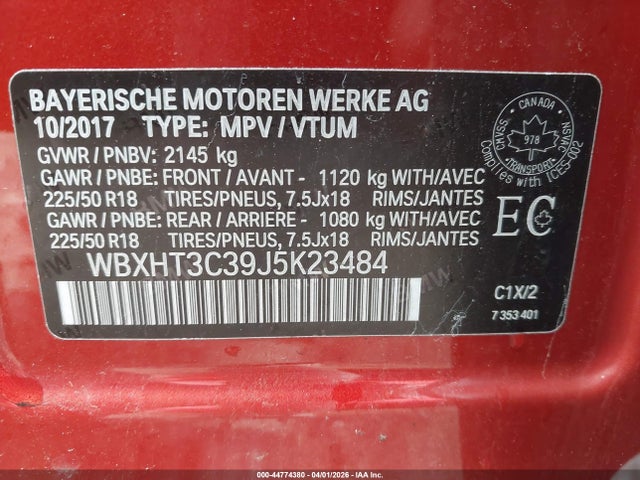 BAYERISCHE MOTOREN WERKE AG
10/2017 TYPE: MPV / VTUM
GVWR / PNBV: 2145 kg
GAWR / PNBE: FRONT / AVANT - 1120 kg WITH/AVEC
225/50 R18 TIRES/PNEUS, 7.5Jx18 RIMS/JANTES
GAWR / PNBE: REAR / ARRIERE - 1080 kg WITH/AVEC
225/50 R18 TIRES/PNEUS, 7.5Jx18 RIMS/JANTES
WBXHT3C39J5K23484
CANADA
CMVSS
NSVAC
978
TRANSPORT
Complies with ICES-002
EC
C1X/2
7 353 401
000-44774380 - 04/01/2026 - IAA Inc.